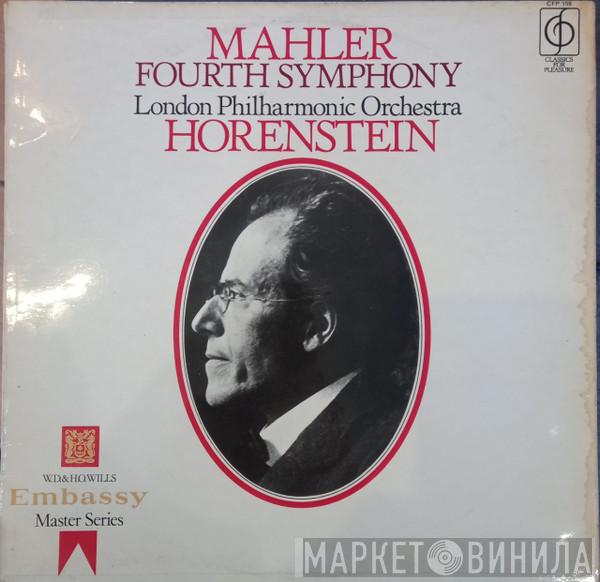 MAHLER
FOURTH SYMPHONY
London Philharmonic Orchestra
HORENSTEIN
CFP 159
CLASSICS
FOR
PLEASURE
W.D.&H.O.WILLS
Embassy
Master Series
МАРКЕТ ВИНИЛА